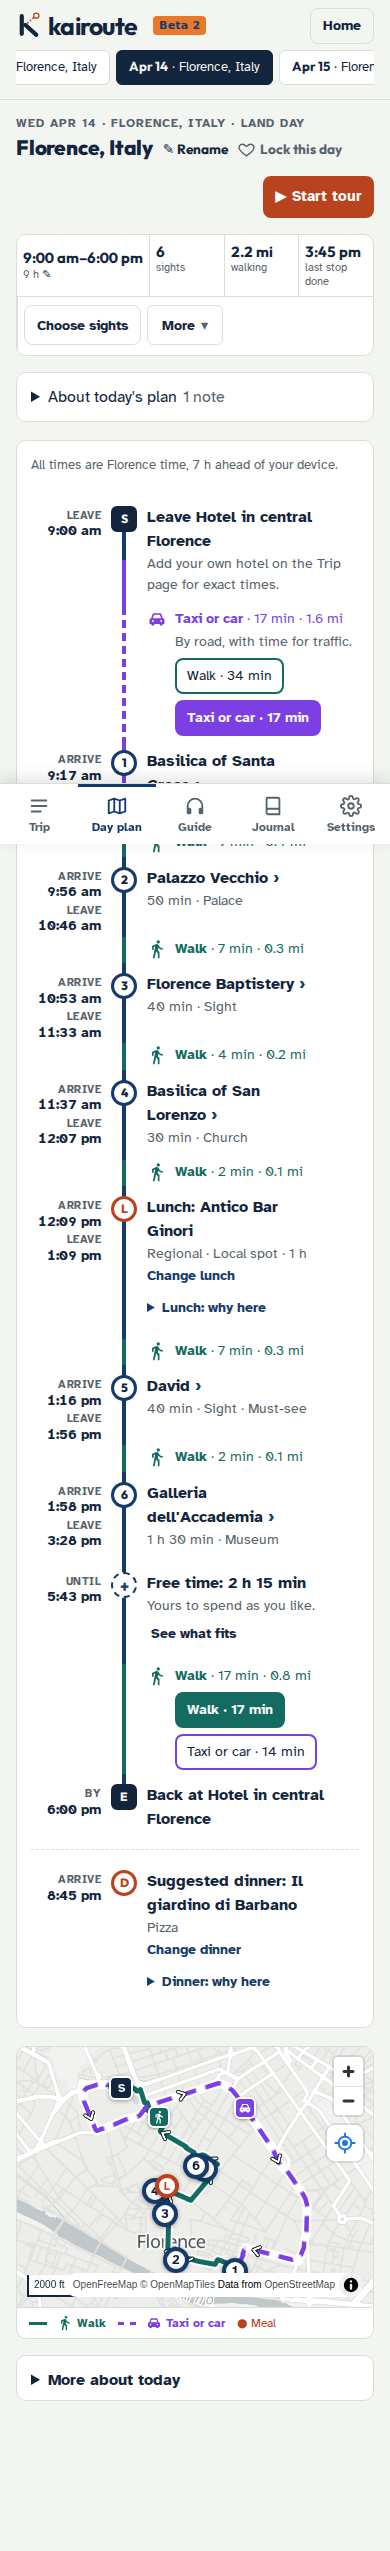 kairoute Beta 2 Home
Florence, Italy Apr 14 · Florence, Italy Apr 15 ·
WED APR 14 · FLORENCE, ITALY · LAND DAY
Florence, Italy ✎ Rename Lock this day
▶ Start tour
9:00 am–6:00 pm 6 2.2 mi 3:45 pm
9 h ✎ sights walking last stop
done
Choose sights More ▾
▶ About today's plan 1 note
All times are Florence time, 7 h ahead of your device.
LEAVE
9:00 am
S
Leave Hotel in central
Florence
Add your own hotel on the Trip
page for exact times.
Taxi or car · 17 min · 1.6 mi
By road, with time for traffic.
Walk · 34 min
Taxi or car · 17 min
ARRIVE
9:17 am
1
Basilica of Santa
Trip Day plan Guide Journal Settings
ARRIVE
9:56 am
LEAVE
10:46 am
2
Palazzo Vecchio ›
50 min · Palace
Walk · 7 min · 0.3 mi
ARRIVE
10:53 am
LEAVE
11:33 am
3
Florence Baptistery ›
40 min · Sight
Walk · 4 min · 0.2 mi
ARRIVE
11:37 am
LEAVE
12:07 pm
4
Basilica of San
Lorenzo ›
30 min · Church
Walk · 2 min · 0.1 mi
ARRIVE
12:09 pm
LEAVE
1:09 pm
L
Lunch: Antico Bar
Ginori
Regional · Local spot · 1 h
Change lunch
▶ Lunch: why here
Walk · 7 min · 0.3 mi
ARRIVE
1:16 pm
LEAVE
1:56 pm
5
David ›
40 min · Sight · Must-see
Walk · 2 min · 0.1 mi
ARRIVE
1:58 pm
LEAVE
3:28 pm
6
Galleria
dell'Accademia ›
1 h 30 min · Museum
UNTIL
5:43 pm
+
Free time: 2 h 15 min
Yours to spend as you like.
See what fits
Walk · 17 min · 0.8 mi
Walk · 17 min
Taxi or car · 14 min
BY
6:00 pm
E
Back at Hotel in central
Florence
ARRIVE
8:45 pm
D
Suggested dinner: Il
giardino di Barbano
Pizza
Change dinner
▶ Dinner: why here
+
−
S
6
4 L
3
Florence
2
1
2000 ft OpenFreeMap © OpenMapTiles Data from OpenStreetMap
Walk Taxi or car Meal
▶ More about today